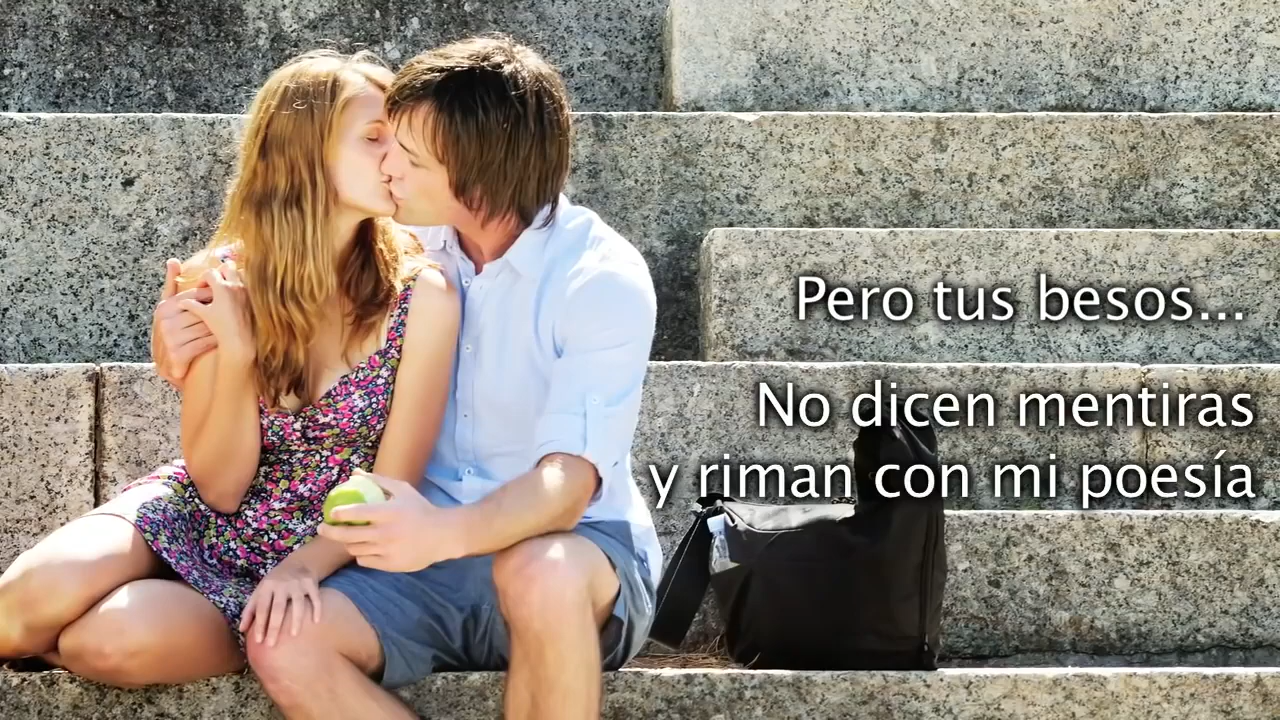 Pero tus besos...
No dicen mentiras
y riman con mi poesía